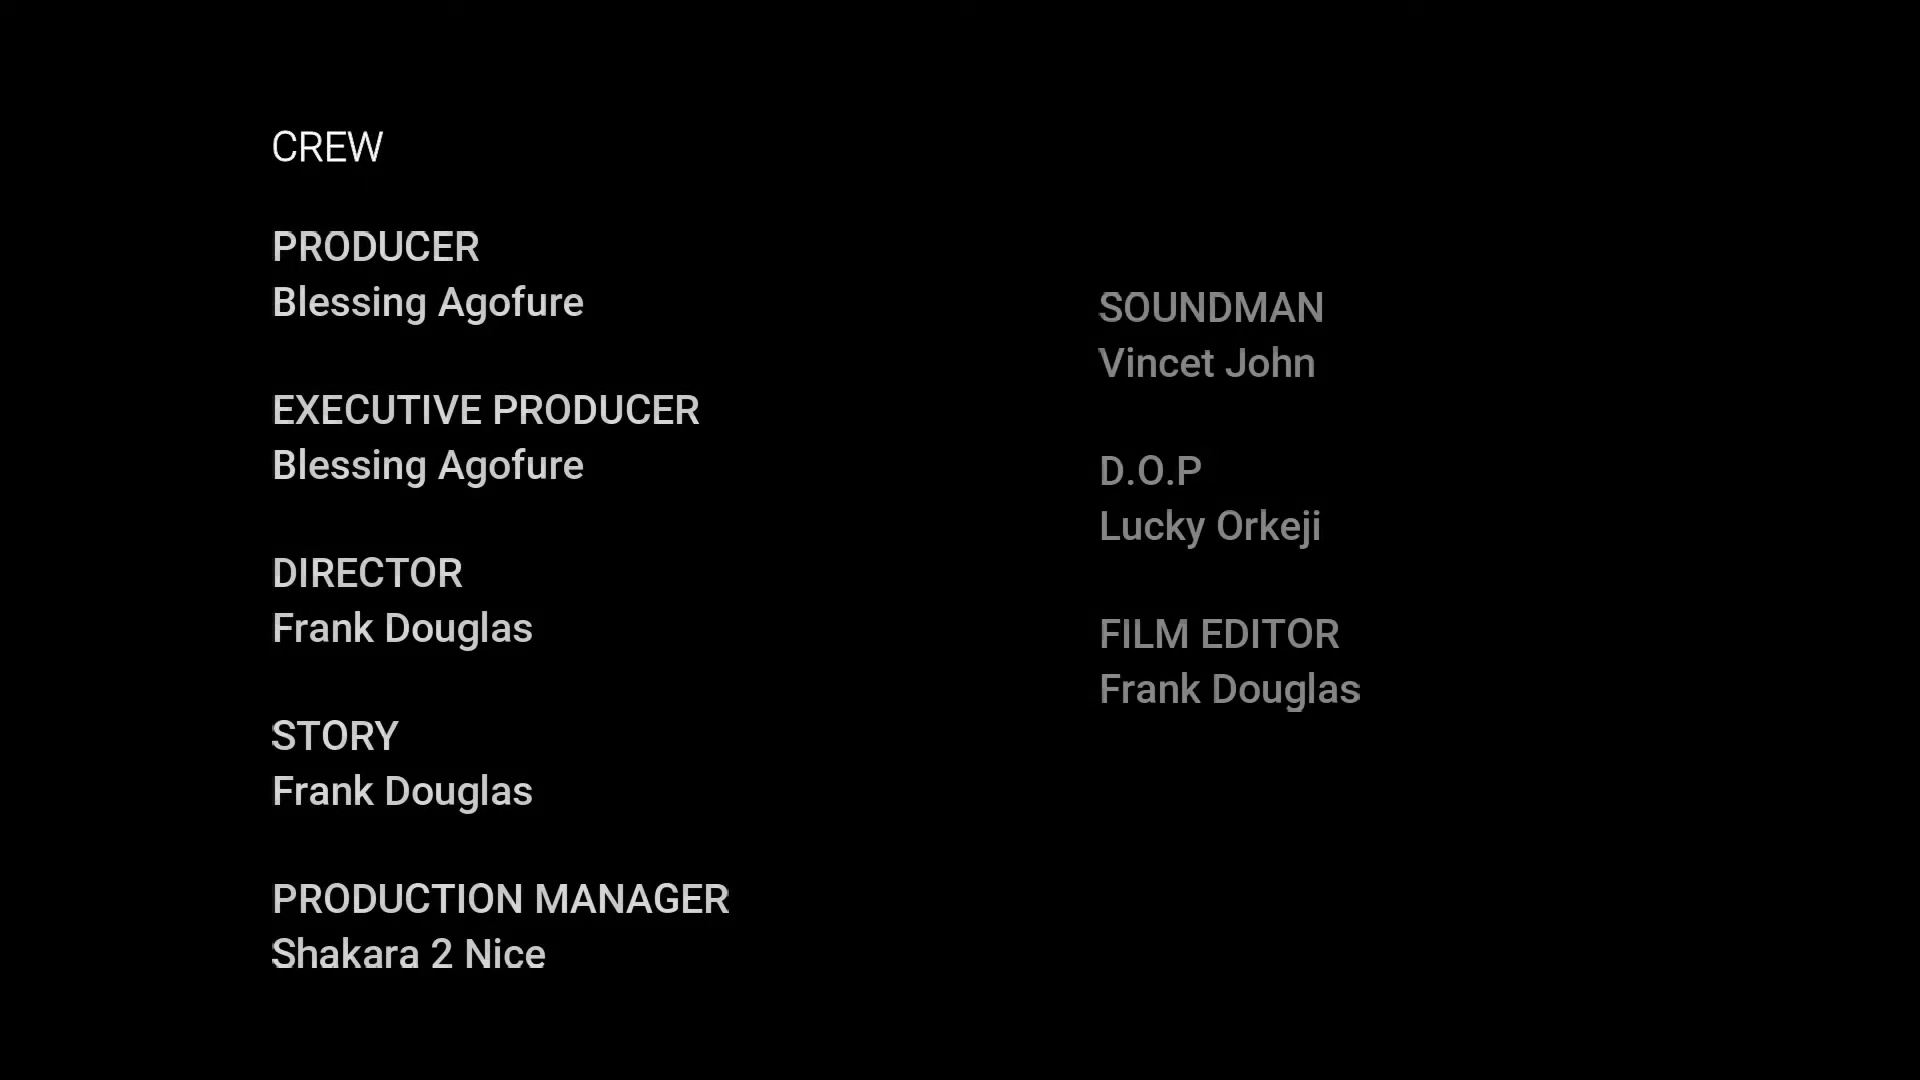 CREW
PRODUCER
Blessing Agofure
EXECUTIVE PRODUCER
Blessing Agofure
DIRECTOR
Frank Douglas
STORY
Frank Douglas
PRODUCTION MANAGER
Shakara 2 Nice
SOUNDMAN
Vincet John
D.O.P
Lucky Orkeji
FILM EDITOR
Frank Douglas